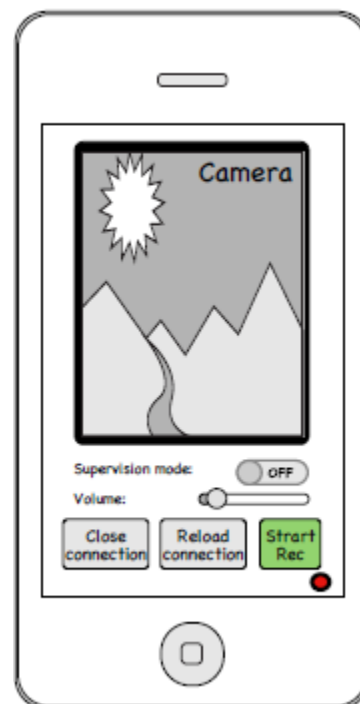 Camera
Supervision mode:
OFF
Volume:
Close
connection
Reload
connection
Strart
Rec